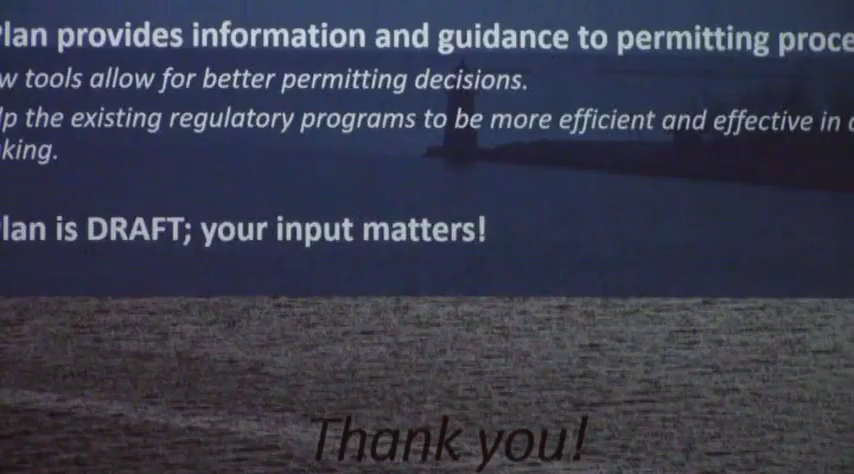 lan provides information and guidance to permitting proce
w tools allow for better permitting decisions.
lp the existing regulatory programs to be more efficient and effective in d
king.
lan is DRAFT; your input matters!
Thank you!